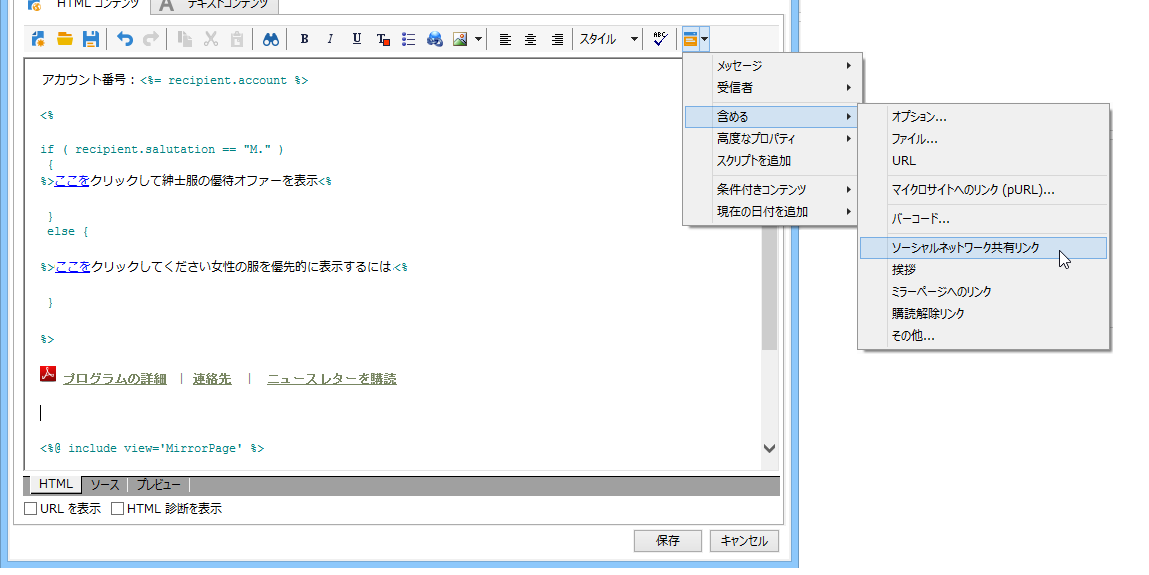 HTML コンテンツ
テキストコンテンツ
B I U T スタイル ABC
アカウント番号：<%= recipient.account %>
<%
if ( recipient.salutation == "M." )
{
%>ここをクリックして紳士服の優待オファーを表示<%
}
else {
%>ここをクリックしてください女性の服を優先的に表示するには<%
}
%>
プログラムの詳細 | 連絡先 | ニュースレターを購読
<%@ include view='MirrorPage' %>
HTML ソース プレビュー
URL を表示 HTML 診断を表示
保存 キャンセル
メッセージ
受信者
含める
高度なプロパティ
スクリプトを追加
条件付きコンテンツ
現在の日付を追加
オプション...
ファイル...
URL
マイクロサイトへのリンク (pURL)...
バーコード...
ソーシャルネットワーク共有リンク
挨拶
ミラーページへのリンク
購読解除リンク
その他...